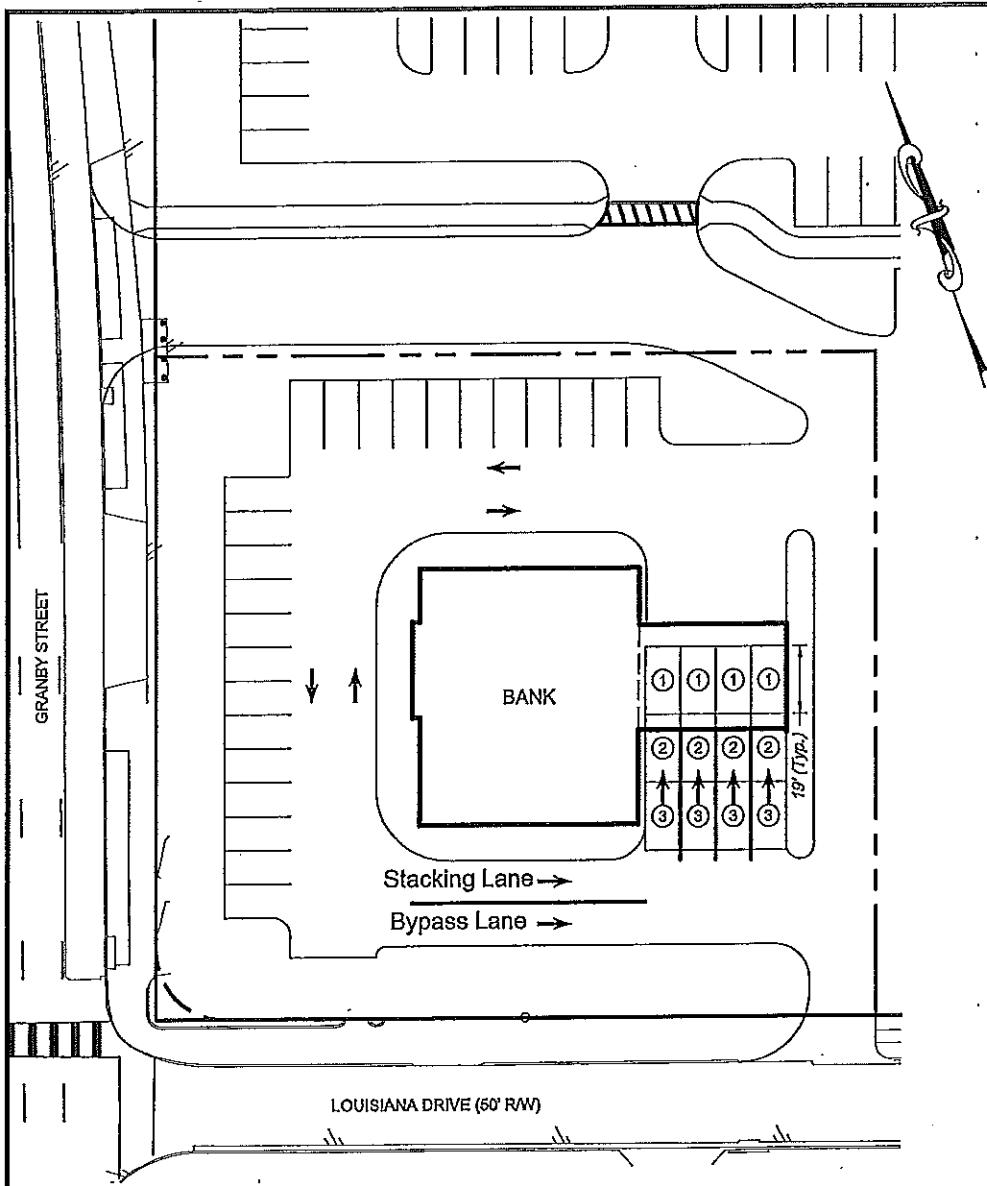 GRANBY STREET
BANK
① ① ① ①
② ② ② ②
③ ③ ③ ③
19' (Typ.)
Stacking Lane
Bypass Lane
LOUISIANA DRIVE (50' R/W)